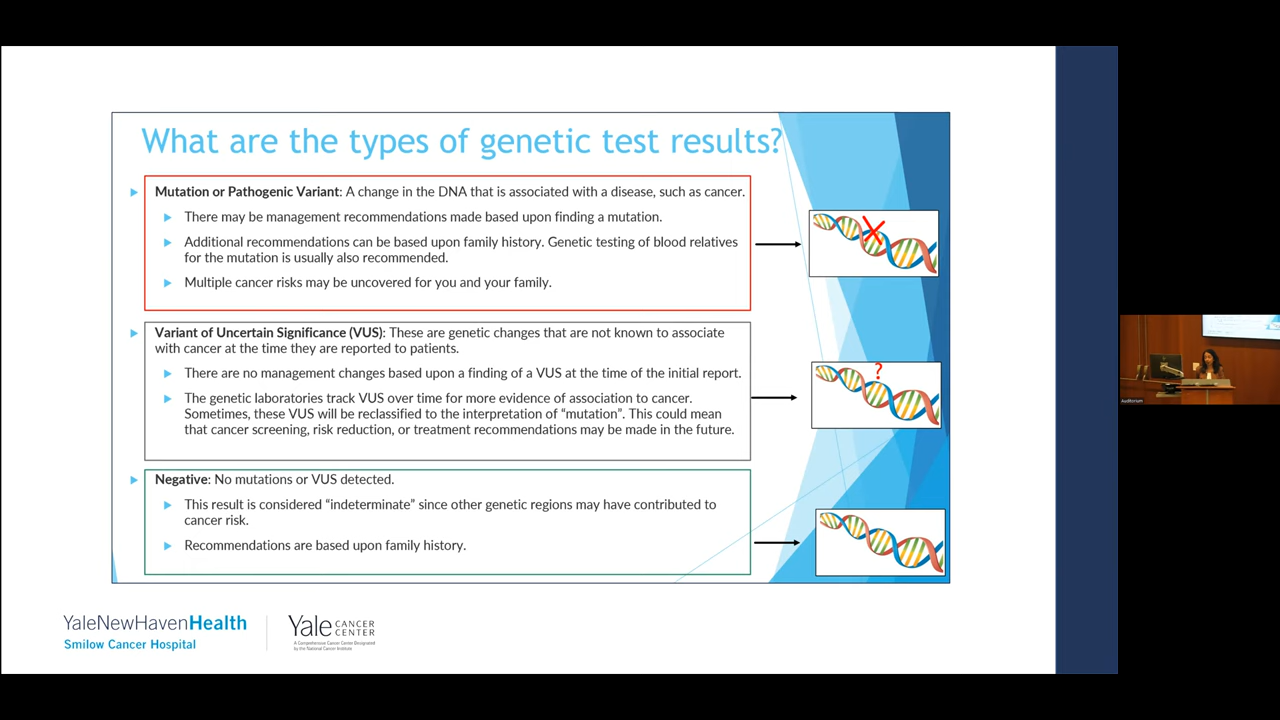 What are the types of genetic test results?
Mutation or Pathogenic Variant: A change in the DNA that is associated with a disease, such as cancer.
There may be management recommendations made based upon finding a mutation.
Additional recommendations can be based upon family history. Genetic testing of blood relatives
for the mutation is usually also recommended.
Multiple cancer risks may be uncovered for you and your family.
Variant of Uncertain Significance (VUS): These are genetic changes that are not known to associate
with cancer at the time they are reported to patients.
?
There are no management changes based upon a finding of a VUS at the time of the initial report.
The genetic laboratories track VUS over time for more evidence of association to cancer.
Sometimes, these VUS will be reclassified to the interpretation of “mutation”. This could mean
that cancer screening, risk reduction, or treatment recommendations may be made in the future.
Negative: No mutations or VUS detected.
This result is considered “indeterminate” since other genetic regions may have contributed to
cancer risk.
Recommendations are based upon family history.
YaleNewHavenHealth
Smilow Cancer Hospital
Yale CANCER
CENTER
A Comprehensive Cancer Center Designated
by the National Cancer Institute
Auditorium